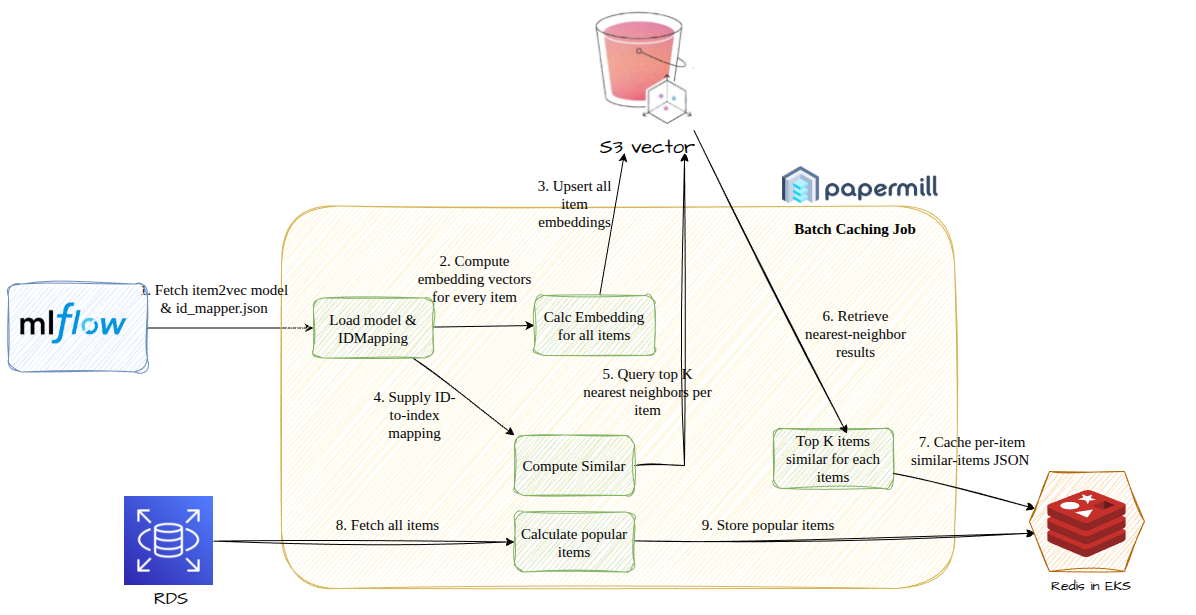 S3 vector
papermill
Batch Caching Job
3. Upsert all
item
embeddings
2. Compute
embedding vectors
for every item
1. Fetch item2vec model
& id_mapper.json
mlflow
Load model &
IDMapping
Calc Embedding
for all items
6. Retrieve
nearest-neighbor
results
5. Query top K
nearest neighbors per
item
4. Supply ID-
to-index
mapping
Compute Similar
Top K items
similar for each
items
7. Cache per-item
similar-items JSON
8. Fetch all items
Calculate popular
items
9. Store popular items
RDS
Redis in EKS